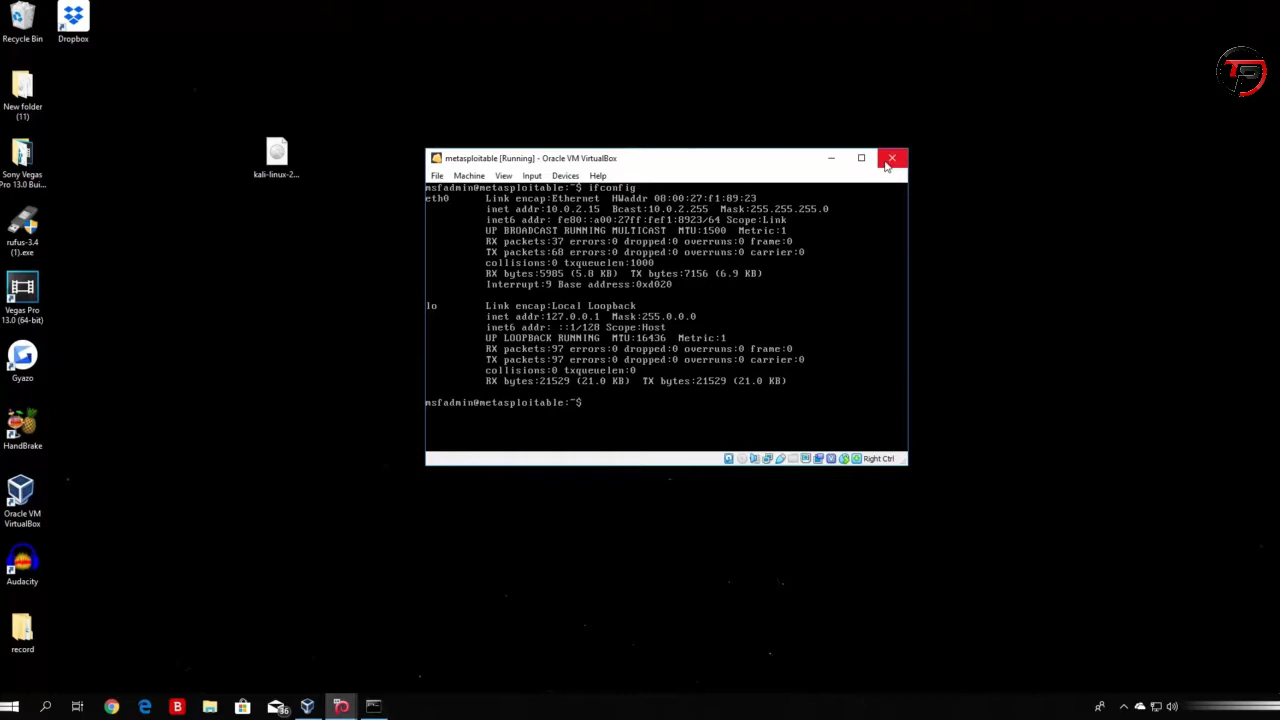 Recycle Bin
Dropbox
New folder
(11)
Sony Vegas
Pro 13.0 Bui...
kali-linux-2...
rufus-3.4
(1).exe
Vegas Pro
13.0 (64-bit)
Gyazo
HandBrake
Oracle VM
VirtualBox
Audacity
record
TS
metasploitable [Running] - Oracle VM VirtualBox
File Machine View Input Devices Help
msfadmin@metasploitable:~$ ifconfig
eth0 Link encap:Ethernet HWaddr 08:00:27:f1:89:23
inet addr:10.0.2.15 Bcast:10.0.2.255 Mask:255.255.255.0
inet6 addr: fe80::a00:27ff:fef1:8923/64 Scope:Link
UP BROADCAST RUNNING MULTICAST MTU:1500 Metric:1
RX packets:37 errors:0 dropped:0 overruns:0 frame:0
TX packets:68 errors:0 dropped:0 overruns:0 carrier:0
collisions:0 txqueuelen:1000
RX bytes:5985 (5.8 KB) TX bytes:7156 (6.9 KB)
Interrupt:9 Base address:0xd020
lo Link encap:Local Loopback
inet addr:127.0.0.1 Mask:255.0.0.0
inet6 addr: ::1/128 Scope:Host
UP LOOPBACK RUNNING MTU:16436 Metric:1
RX packets:97 errors:0 dropped:0 overruns:0 frame:0
TX packets:97 errors:0 dropped:0 overruns:0 carrier:0
collisions:0 txqueuelen:0
RX bytes:21529 (21.0 KB) TX bytes:21529 (21.0 KB)
msfadmin@metasploitable:~$
Right Ctrl
B
36